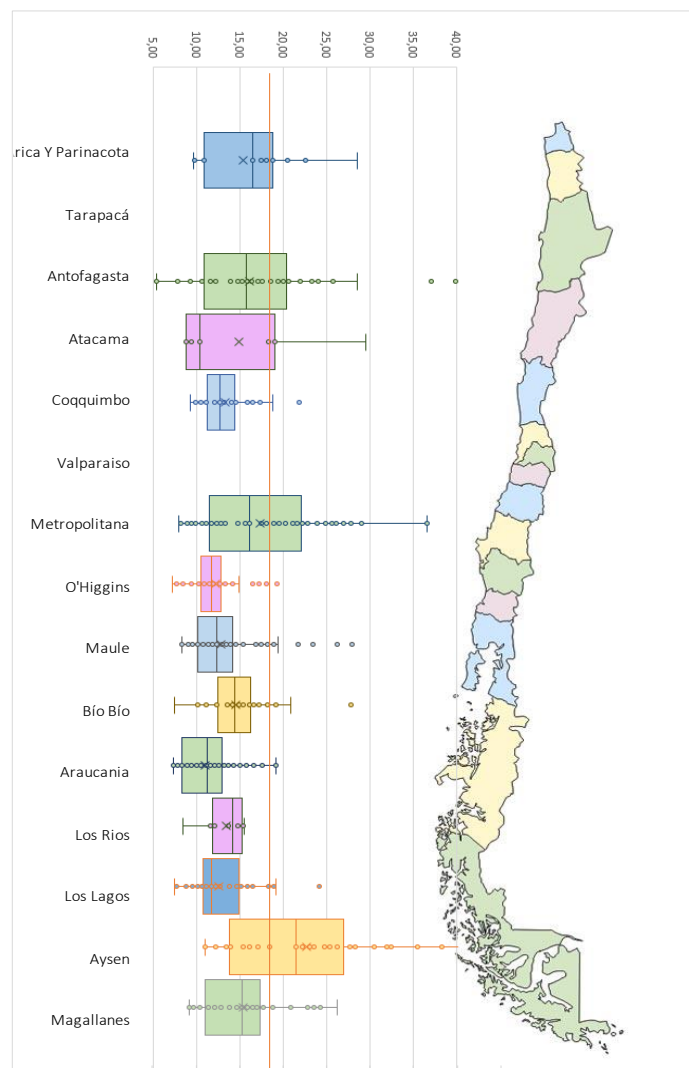 5,00
10,00
15,00
20,00
25,00
30,00
35,00
40,00
rica Y Parinacota
Tarapacá
Antofagasta
Atacama
Coqquimbo
Valparaiso
Metropolitana
O'Higgins
Maule
Bío Bío
Araucania
Los Rios
Los Lagos
Aysen
Magallanes